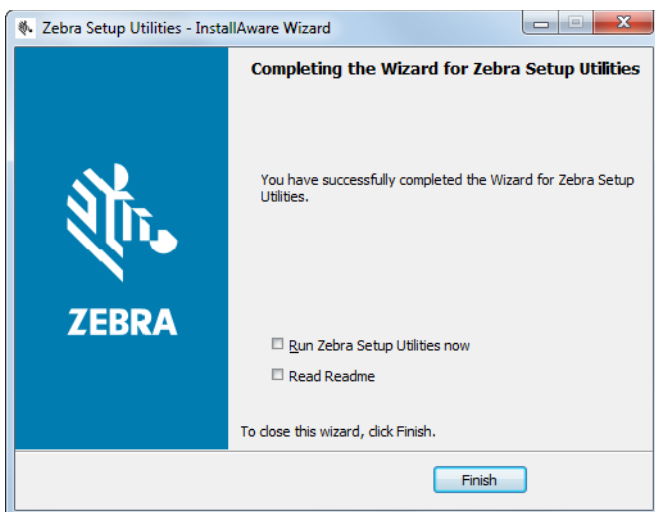 Zebra Setup Utilities - InstallAware Wizard
Completing the Wizard for Zebra Setup Utilities
You have successfully completed the Wizard for Zebra Setup
Utilities.
ZEBRA
Run Zebra Setup Utilities now
Read Readme
To close this wizard, click Finish.
Finish